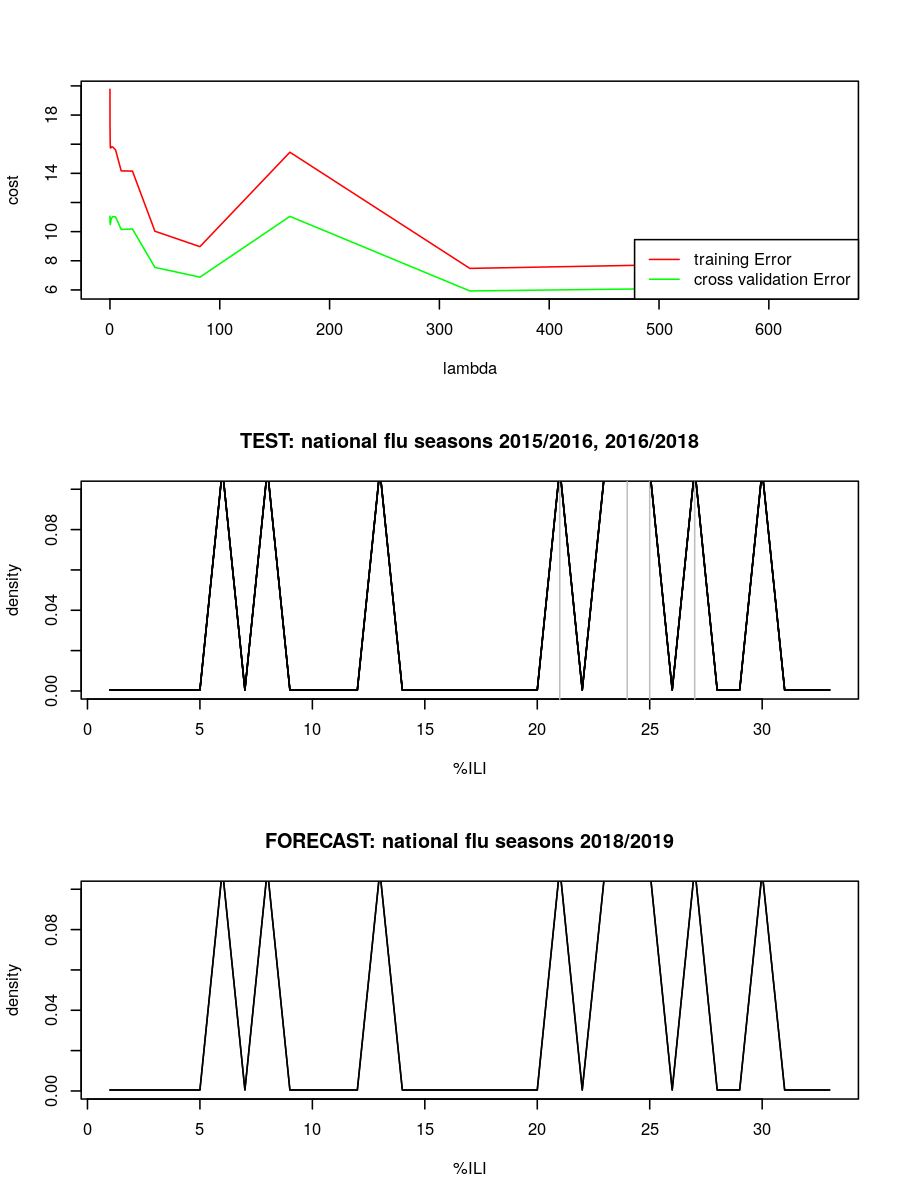 cost
18
14
10
8
6
training Error
cross validation Error
0 100 200 300 400 500 600
lambda
TEST: national flu seasons 2015/2016, 2016/2018
density
0.08
0.04
0.00
0 5 10 15 20 25 30
%ILI
FORECAST: national flu seasons 2018/2019
density
0.08
0.04
0.00
0 5 10 15 20 25 30
%ILI